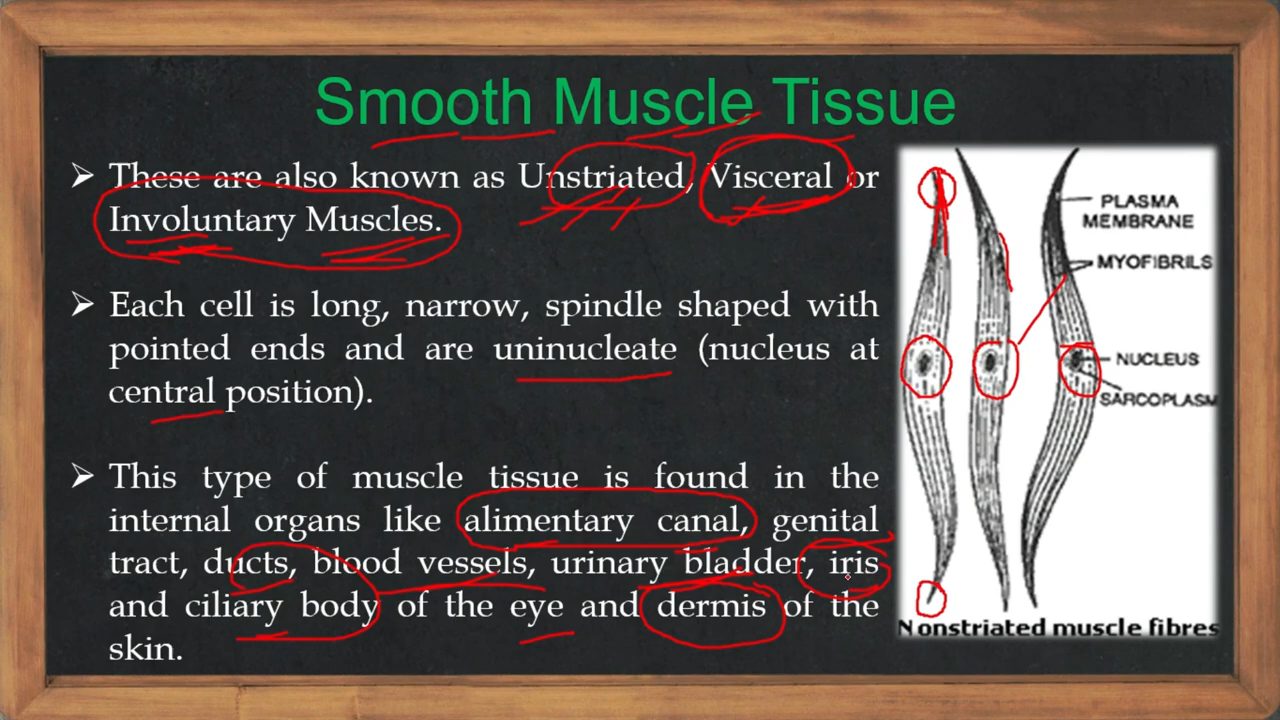 Smooth Muscle Tissue
➢ These are also known as Unstriated, Visceral or
Involuntary Muscles.
➢ Each cell is long, narrow, spindle shaped with
pointed ends and are uninucleate (nucleus at
central position).
➢ This type of muscle tissue is found in the
internal organs like alimentary canal, genital
tract, ducts, blood vessels, urinary bladder, iris
and ciliary body of the eye and dermis of the
skin.
PLASMA
MEMBRANE
MYOFIBRILS
NUCLEUS
SARCOPLASM
Nonstriated muscle fibres